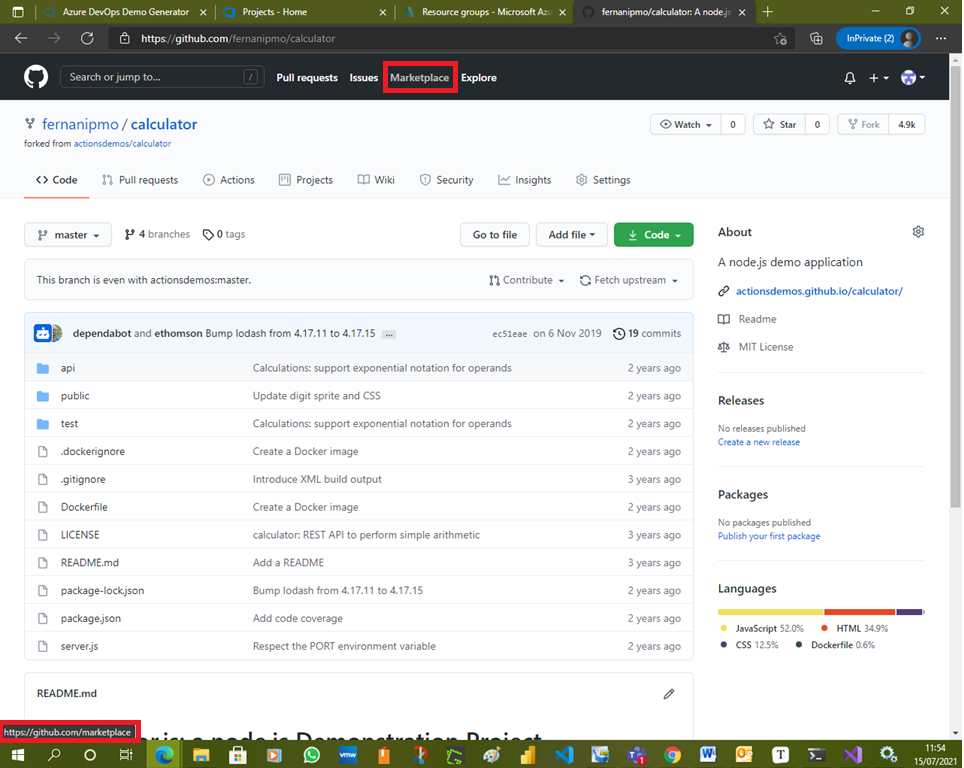 Azure DevOps Demo Generator
Projects - Home
Resource groups - Microsoft Azu
fernanipmo/calculator: A node.js
https://github.com/fernanipmo/calculator
InPrivate (2)
Search or jump to...
/
Pull requests
Issues
Marketplace
Explore
fernanipmo / calculator
forked from actionsdemos/calculator
Watch
0
Star
0
Fork
4.9k
Code
Pull requests
Actions
Projects
Wiki
Security
Insights
Settings
master
4 branches
0 tags
Go to file
Add file
Code
This branch is even with actionsdemos:master.
Contribute
Fetch upstream
dependabot and ethomson Bump lodash from 4.17.11 to 4.17.15 ...
ec51eae on 6 Nov 2019
19 commits
api Calculations: support exponential notation for operands 2 years ago
public Update digit sprite and CSS 2 years ago
test Calculations: support exponential notation for operands 2 years ago
.dockerignore Create a Docker image 2 years ago
.gitignore Introduce XML build output 3 years ago
Dockerfile Create a Docker image 2 years ago
LICENSE calculator: REST API to perform simple arithmetic 3 years ago
README.md Add a README 3 years ago
package-lock.json Bump lodash from 4.17.11 to 4.17.15 2 years ago
package.json Add code coverage 2 years ago
server.js Respect the PORT environment variable 2 years ago
About
A node.js demo application
actionsdemos.github.io/calculator/
Readme
MIT License
Releases
No releases published
Create a new release
Packages
No packages published
Publish your first package
Languages
JavaScript 52.0%
HTML 34.9%
CSS 12.5%
Dockerfile 0.6%
README.md
a node.js Demonstration Project
https://github.com/marketplace
vmw
T
11:54
15/07/2021